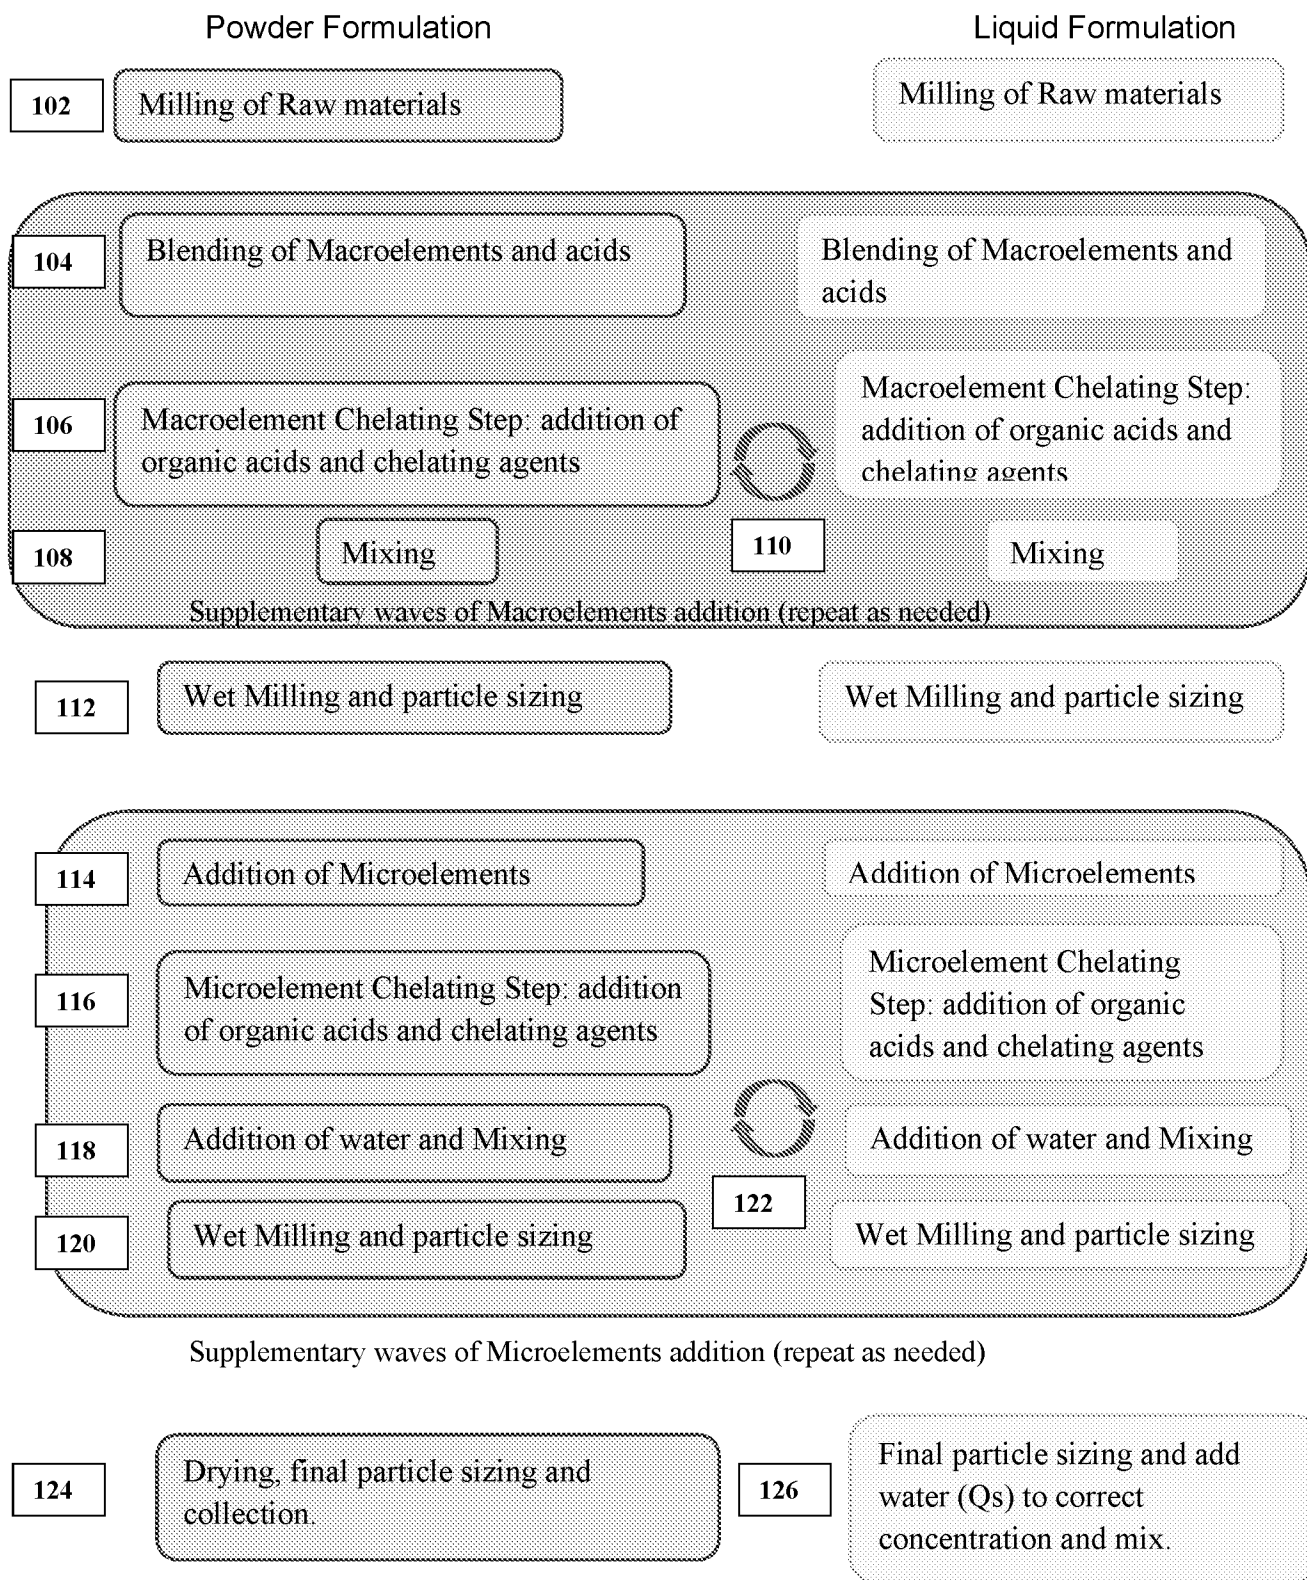 Powder Formulation
Liquid Formulation
102
Milling of Raw materials
Milling of Raw materials
104
Blending of Macroelements and acids
Blending of Macroelements and
acids
106
Macroelement Chelating Step: addition of
organic acids and chelating agents
Macroelement Chelating Step:
addition of organic acids and
chelating agents
108
Mixing
110
Mixing
Supplementary waves of Macroelements addition (repeat as needed)
112
Wet Milling and particle sizing
Wet Milling and particle sizing
114
Addition of Microelements
Addition of Microelements
116
Microelement Chelating Step: addition
of organic acids and chelating agents
Microelement Chelating
Step: addition of organic
acids and chelating agents
118
Addition of water and Mixing
Addition of water and Mixing
122
120
Wet Milling and particle sizing
Wet Milling and particle sizing
Supplementary waves of Microelements addition (repeat as needed)
124
Drying, final particle sizing and
collection.
126
Final particle sizing and add
water (Qs) to correct
concentration and mix.